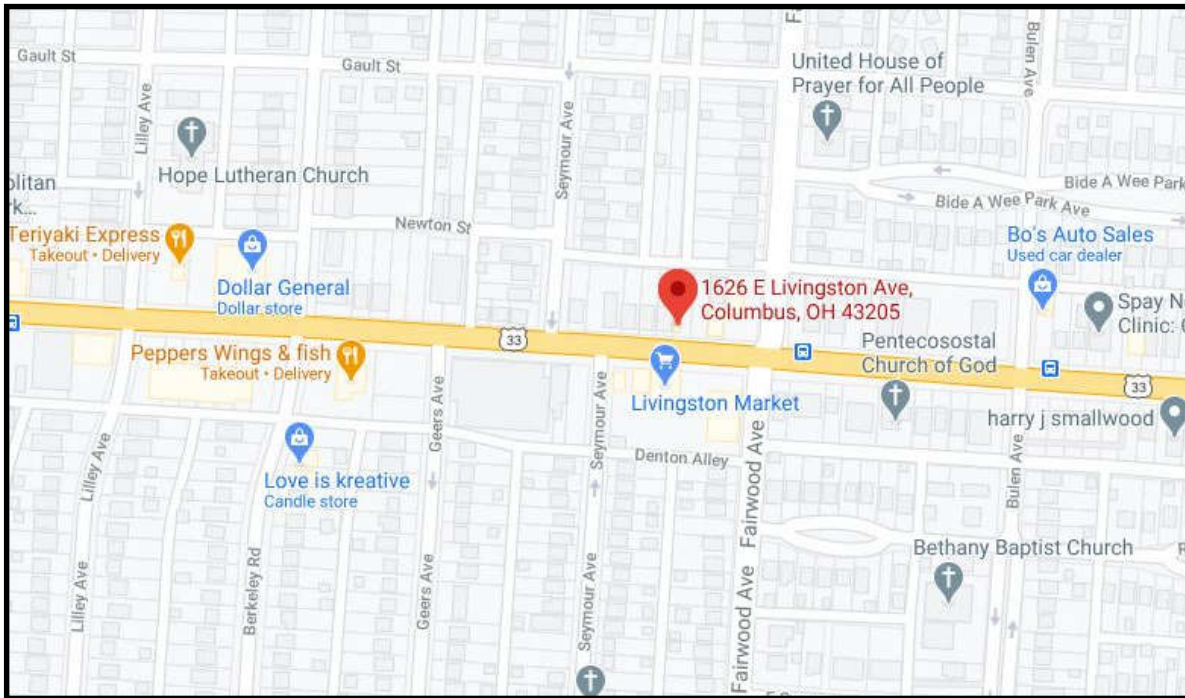 Gault St
Gault St
Lilley Ave
Seymour Ave
United House of
Prayer for All People
Bulen Ave
Hope Lutheran Church
Bide A Wee Park
Bide A Wee Park Ave
Newton St
Teriyaki Express
Takeout • Delivery
Dollar General
Dollar store
Bo's Auto Sales
Used car dealer
1626 E Livingston Ave,
Columbus, OH 43205
Spay
Clinic:
33
Peppers Wings & fish
Takeout • Delivery
Pentecosostal
Church of God
33
Livingston Market
harry j smallwood
Geers Ave
Seymour Ave
Fairwood Ave
Lilley Ave
Denton Alley
Bulen Ave
Love is kreative
Candle store
Bethany Baptist Church
Lilley Ave
Berkeley Rd
Geers Ave
Seymour Ave
Fairwood Ave